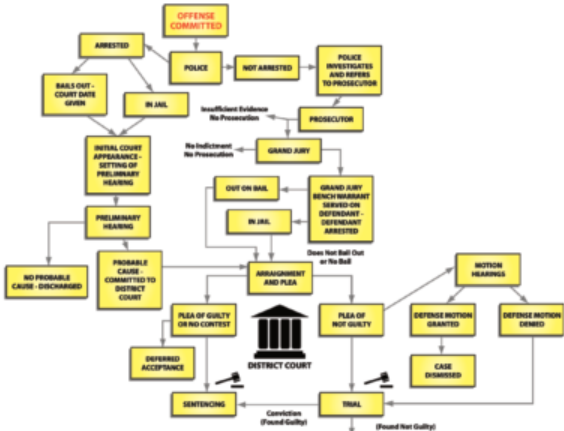 OFFENSE
COMMITTED
ARRESTED
POLICE
NOT ARRESTED
POLICE
INVESTIGATES
AND REFERS
TO PROSECUTOR
BAILS OUT -
COURT DATE
GIVEN
IN JAIL
Insufficient Evidence
No Prosecution
PROSECUTOR
INITIAL COURT
APPEARANCE -
SETTING OF
PRELIMINARY
HEARING
No Indictment
No Prosecution
GRAND JURY
OUT ON BAIL
GRAND JURY
BENCH WARRANT
SERVED ON
DEFENDANT -
DEFENDANT
ARRESTED
IN JAIL
PRELIMINARY
HEARING
Does Not Bail Out
or No Bail
NO PROBABLE
CAUSE - DISCHARGED
PROBABLE
CAUSE -
COMMITTED TO
DISTRICT
COURT
ARRAIGNMENT
AND PLEA
MOTION
HEARINGS
PLEA OF GUILTY
OR NO CONTEST
PLEA OF
NOT GUILTY
DEFENSE MOTION
GRANTED
DEFENSE MOTION
DENIED
DEFERRED
ACCEPTANCE
DISTRICT COURT
CASE
DISMISSED
SENTENCING
Conviction
(Found Guilty)
TRIAL
(Found Not Guilty)